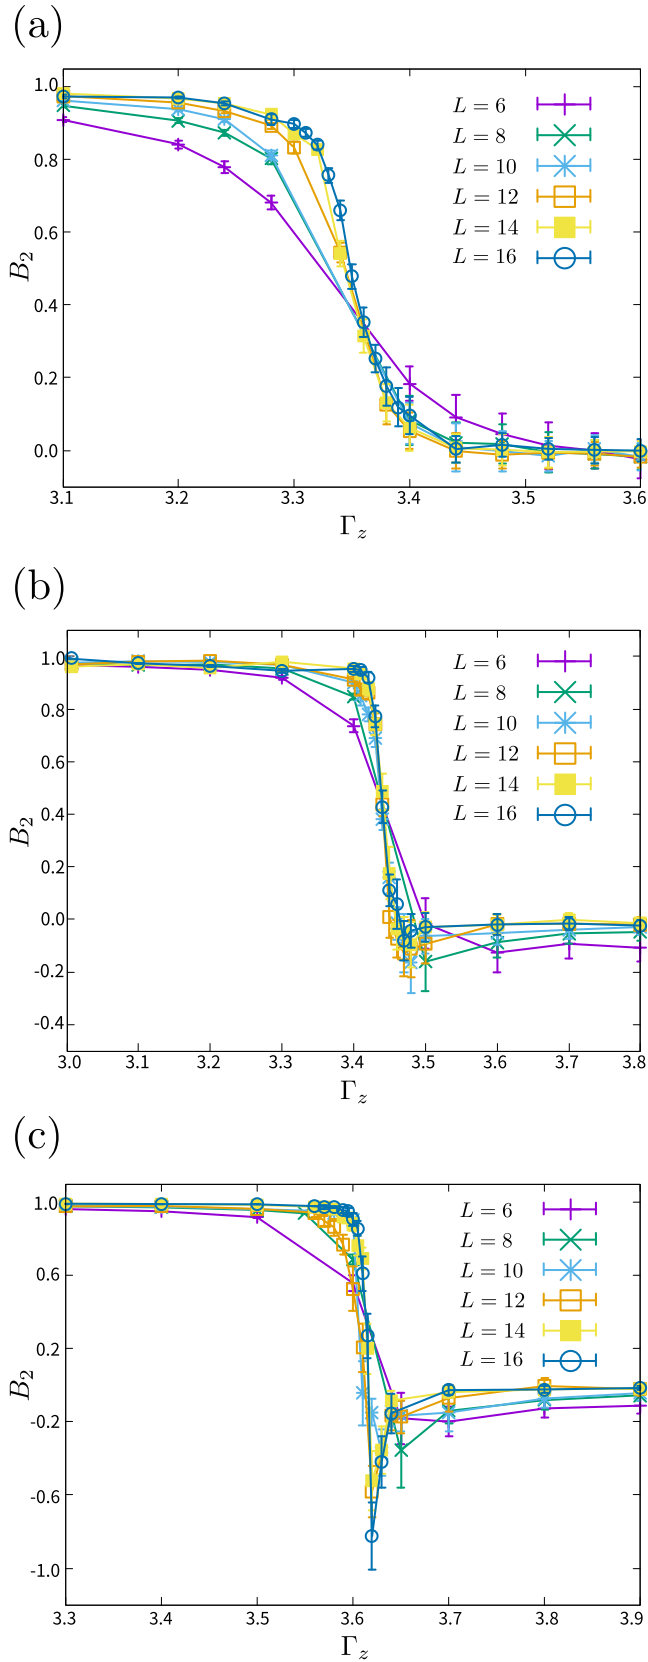 (a)
1.0
0.8
0.6
0.4
0.2
0.0
B₂
L = 6
L = 8
L = 10
L = 12
L = 14
L = 16
3.1 3.2 3.3 3.4 3.5 3.6
Γ_z
(b)
1.0
0.8
0.6
0.4
0.2
0.0
-0.2
-0.4
B₂
L = 6
L = 8
L = 10
L = 12
L = 14
L = 16
3.0 3.1 3.2 3.3 3.4 3.5 3.6 3.7 3.8
Γ_z
(c)
1.0
0.6
0.2
-0.2
-0.6
-1.0
B₂
L = 6
L = 8
L = 10
L = 12
L = 14
L = 16
3.3 3.4 3.5 3.6 3.7 3.8 3.9
Γ_z